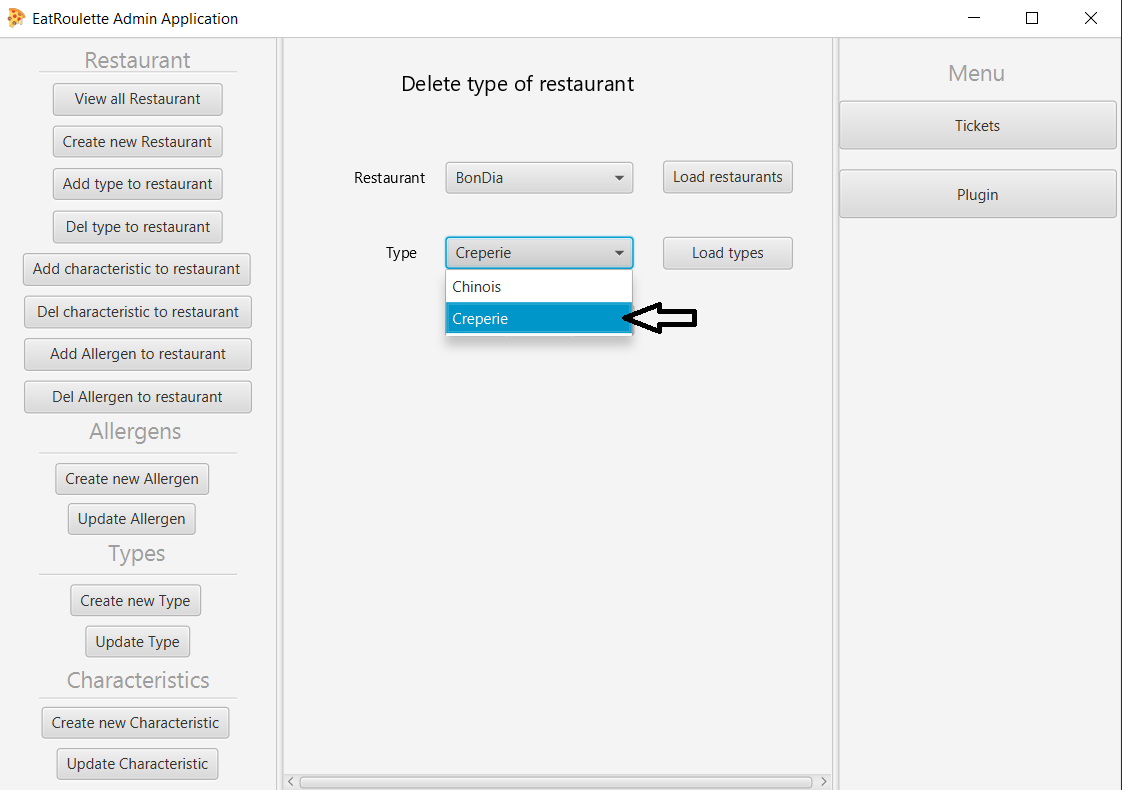 EatRoulette Admin Application
Restaurant
View all Restaurant
Create new Restaurant
Add type to restaurant
Del type to restaurant
Add characteristic to restaurant
Del characteristic to restaurant
Add Allergen to restaurant
Del Allergen to restaurant
Allergens
Create new Allergen
Update Allergen
Types
Create new Type
Update Type
Characteristics
Create new Characteristic
Update Characteristic
Delete type of restaurant
Restaurant BonDia Load restaurants
Type Creperie Load types
Chinois
Creperie
Menu
Tickets
Plugin